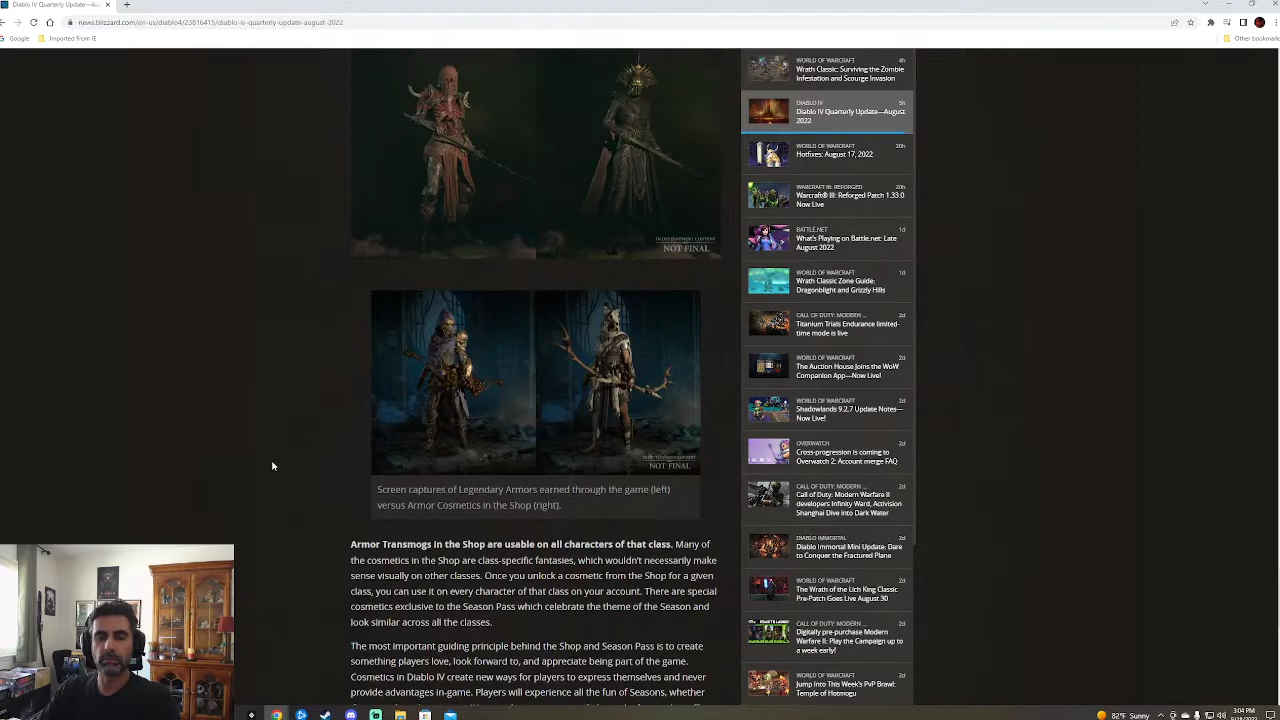 Diablo IV Quarterly Update—Au
news.blizzard.com/en-us/diablo4/23816415/diablo-iv-quarterly-update-august-2022
Google
Imported From IE
Other bookmark
NOT FINAL
NOT FINAL
Screen captures of Legendary Armors earned through the game (left)
versus Armor Cosmetics in the Shop (right).
Armor Transmogs in the Shop are usable on all characters of that class. Many of
the cosmetics in the Shop are class-specific fantasies, which wouldn't necessarily make
sense visually on other classes. Once you unlock a cosmetic from the Shop for a given
class, you can use it on every character of that class on your account. There are special
cosmetics exclusive to the Season Pass which celebrate the theme of the Season and
look similar across all the classes.
The most important guiding principle behind the Shop and Season Pass is to create
something players love, look forward to, and appreciate being part of the game.
Cosmetics in Diablo IV create new ways for players to express themselves and never
provide advantages in-game. Players will experience all the fun of Seasons, whether
WORLD OF WARCRAFT 4h
Wrath Classic: Surviving the Zombie
Infestation and Scourge Invasion
DIABLO IV 5h
Diablo IV Quarterly Update—August
2022
WORLD OF WARCRAFT 20h
Hotfixes: August 17, 2022
WARCRAFT III: REFORGED 20h
Warcraft® III: Reforged Patch 1.33.0
Now Live
BATTLE.NET 1d
What's Playing on Battle.net: Late
August 2022
WORLD OF WARCRAFT 1d
Wrath Classic Zone Guide:
Dragonblight and Grizzly Hills
CALL OF DUTY: MODERN ... 2d
Titanium Trials Endurance limited-
time mode is live
WORLD OF WARCRAFT 2d
The Auction House Joins the WoW
Companion App—Now Live!
WORLD OF WARCRAFT 2d
Shadowlands 9.2.7 Update Notes—
Now Live!
OVERWATCH 2d
Cross-progression is coming to
Overwatch 2: Account merge FAQ
CALL OF DUTY: MODERN ... 2d
Call of Duty: Modern Warfare II
developers Infinity Ward, Activision
Shanghai Dive into Dark Water
DIABLO IMMORTAL 2d
Diablo Immortal Mini Update: Dare
to Conquer the Fractured Plane
WORLD OF WARCRAFT 2d
The Wrath of the Lich King Classic
Pre-Patch Goes Live August 30
CALL OF DUTY: MODERN ... 2d
Digitally pre-purchase Modern
Warfare II: Play the Campaign up to
a week early!
WORLD OF WARCRAFT 2d
Jump Into This Week's PvP Brawl:
Temple of Hotmogu
82°F Sunny
3:04 PM